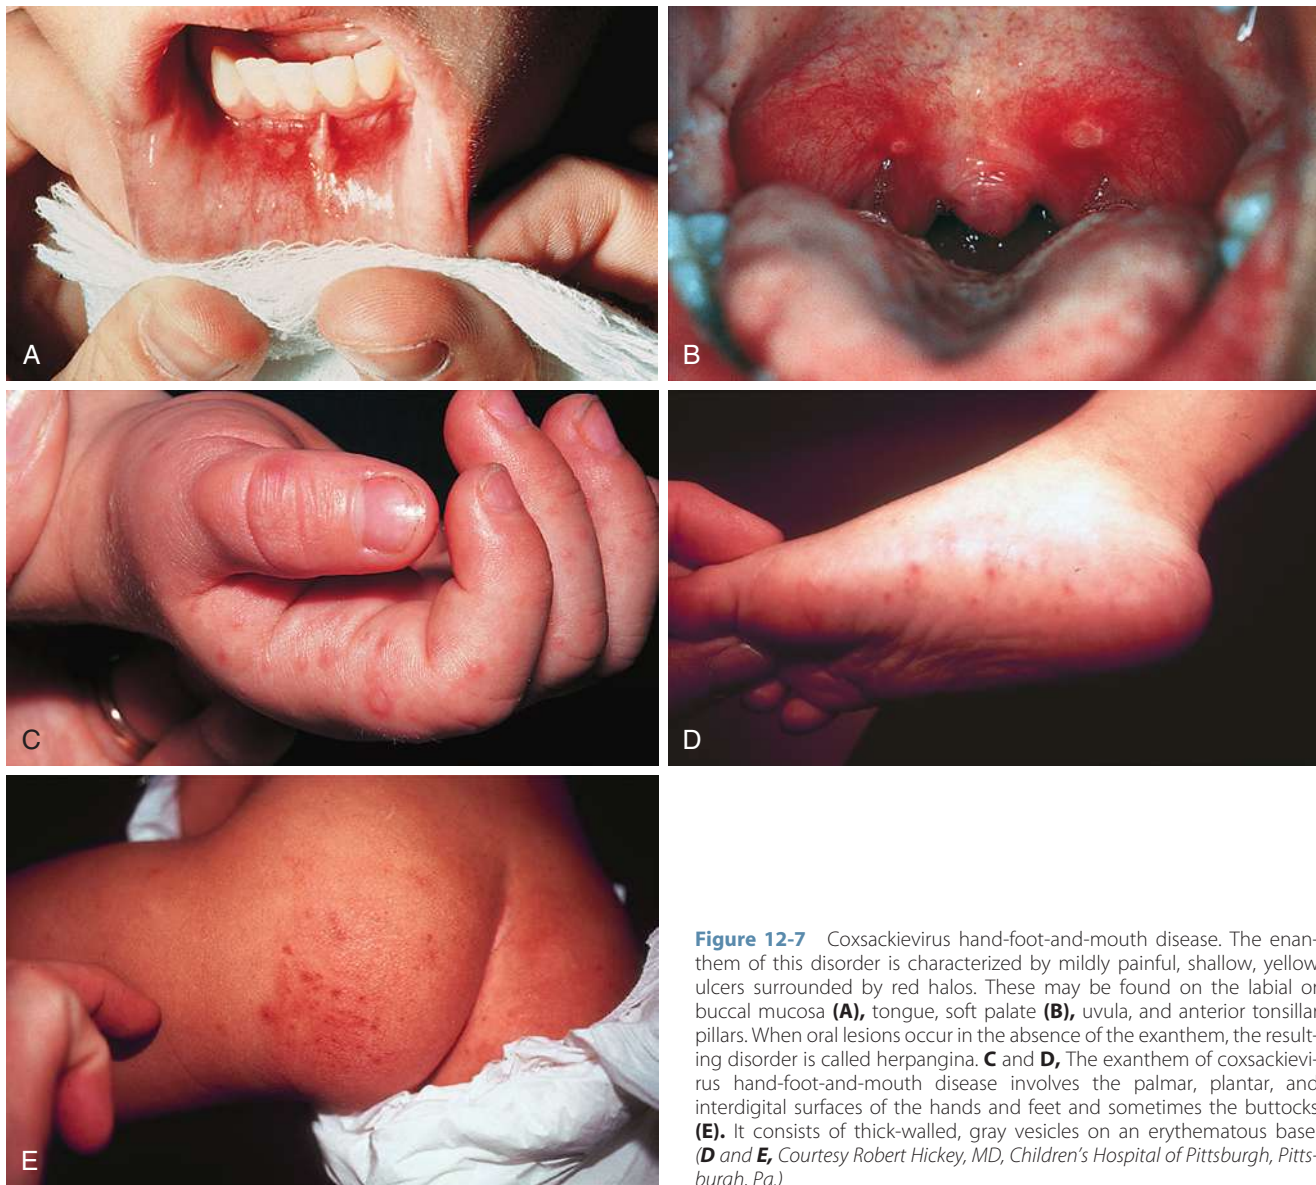 A
B
C
D
E
Figure 12-7 Coxsackievirus hand-foot-and-mouth disease. The enan-
them of this disorder is characterized by mildly painful, shallow, yellow
ulcers surrounded by red halos. These may be found on the labial or
buccal mucosa (A), tongue, soft palate (B), uvula, and anterior tonsillar
pillars. When oral lesions occur in the absence of the exanthem, the result-
ing disorder is called herpangina. C and D, The exanthem of coxsackievi-
rus hand-foot-and-mouth disease involves the palmar, plantar, and
interdigital surfaces of the hands and feet and sometimes the buttocks
(E). It consists of thick-walled, gray vesicles on an erythematous base.
(D and E, Courtesy Robert Hickey, MD, Children's Hospital of Pittsburgh, Pitts-
burgh, Pa.)